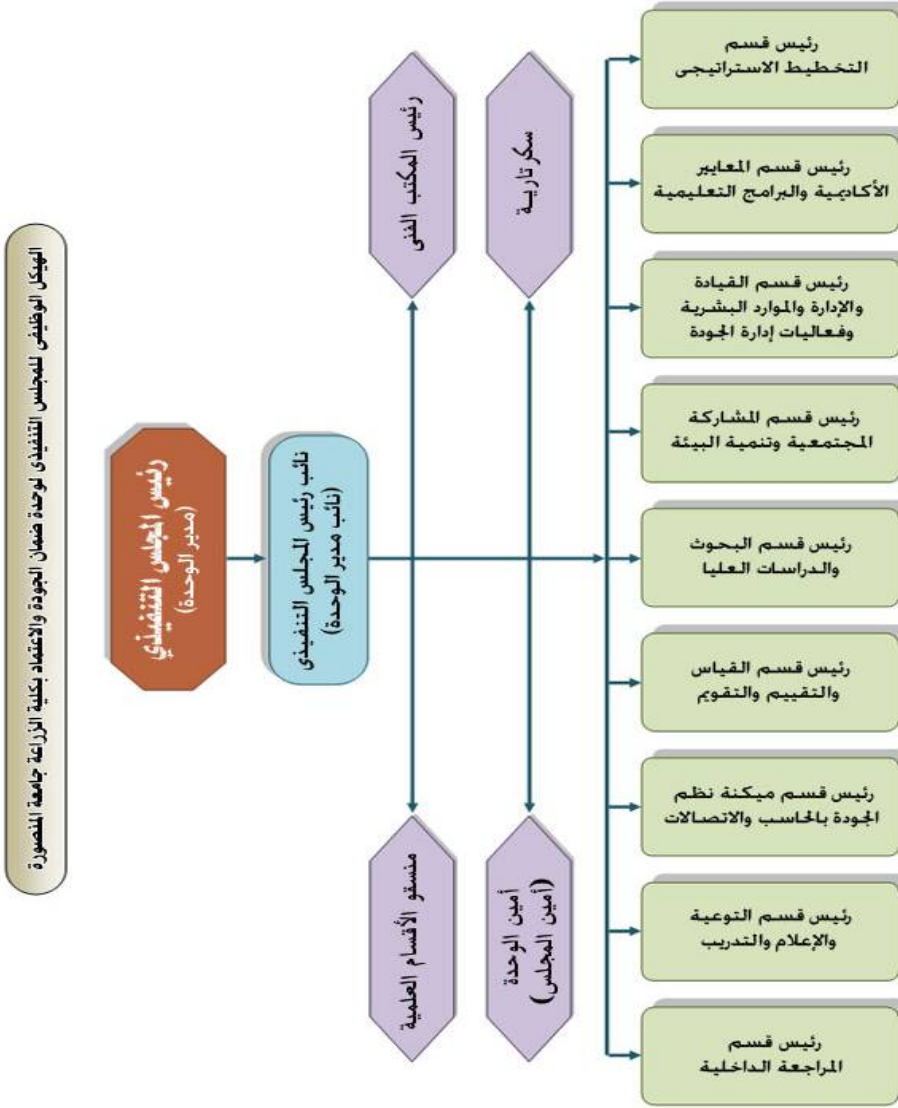 الهيكل الوظيفى للمجلس التنفيذى لوحدة ضمان الجودة والاعتماد بكلية الزراعة جامعة المنصورة
رئيس المجلس التنفيذي
(مدير الوحدة)
نائب رئيس المجلس التنفيذى
(نائب مدير الوحدة)
رئيس المكتب الفنى
منسقو الأقسام العلمية
سكرتارية
أمين الوحدة
(أمين المجلس)
رئيس قسم
التخطيط الاستراتيجى
رئيس قسم المعايير
الأكاديمية والبرامج التعليمية
رئيس قسم القيادة
والإدارة والموارد البشرية
وفعاليات إدارة الجودة
رئيس قسم المشاركة
المجتمعية وتنمية البيئة
رئيس قسم البحوث
والدراسات العليا
رئيس قسم القياس
والتقييم والتقويم
رئيس قسم ميكنة نظم
الجودة بالحاسب والاتصالات
رئيس قسم التوعية
والإعلام والتدريب
رئيس قسم
المراجعة الداخلية